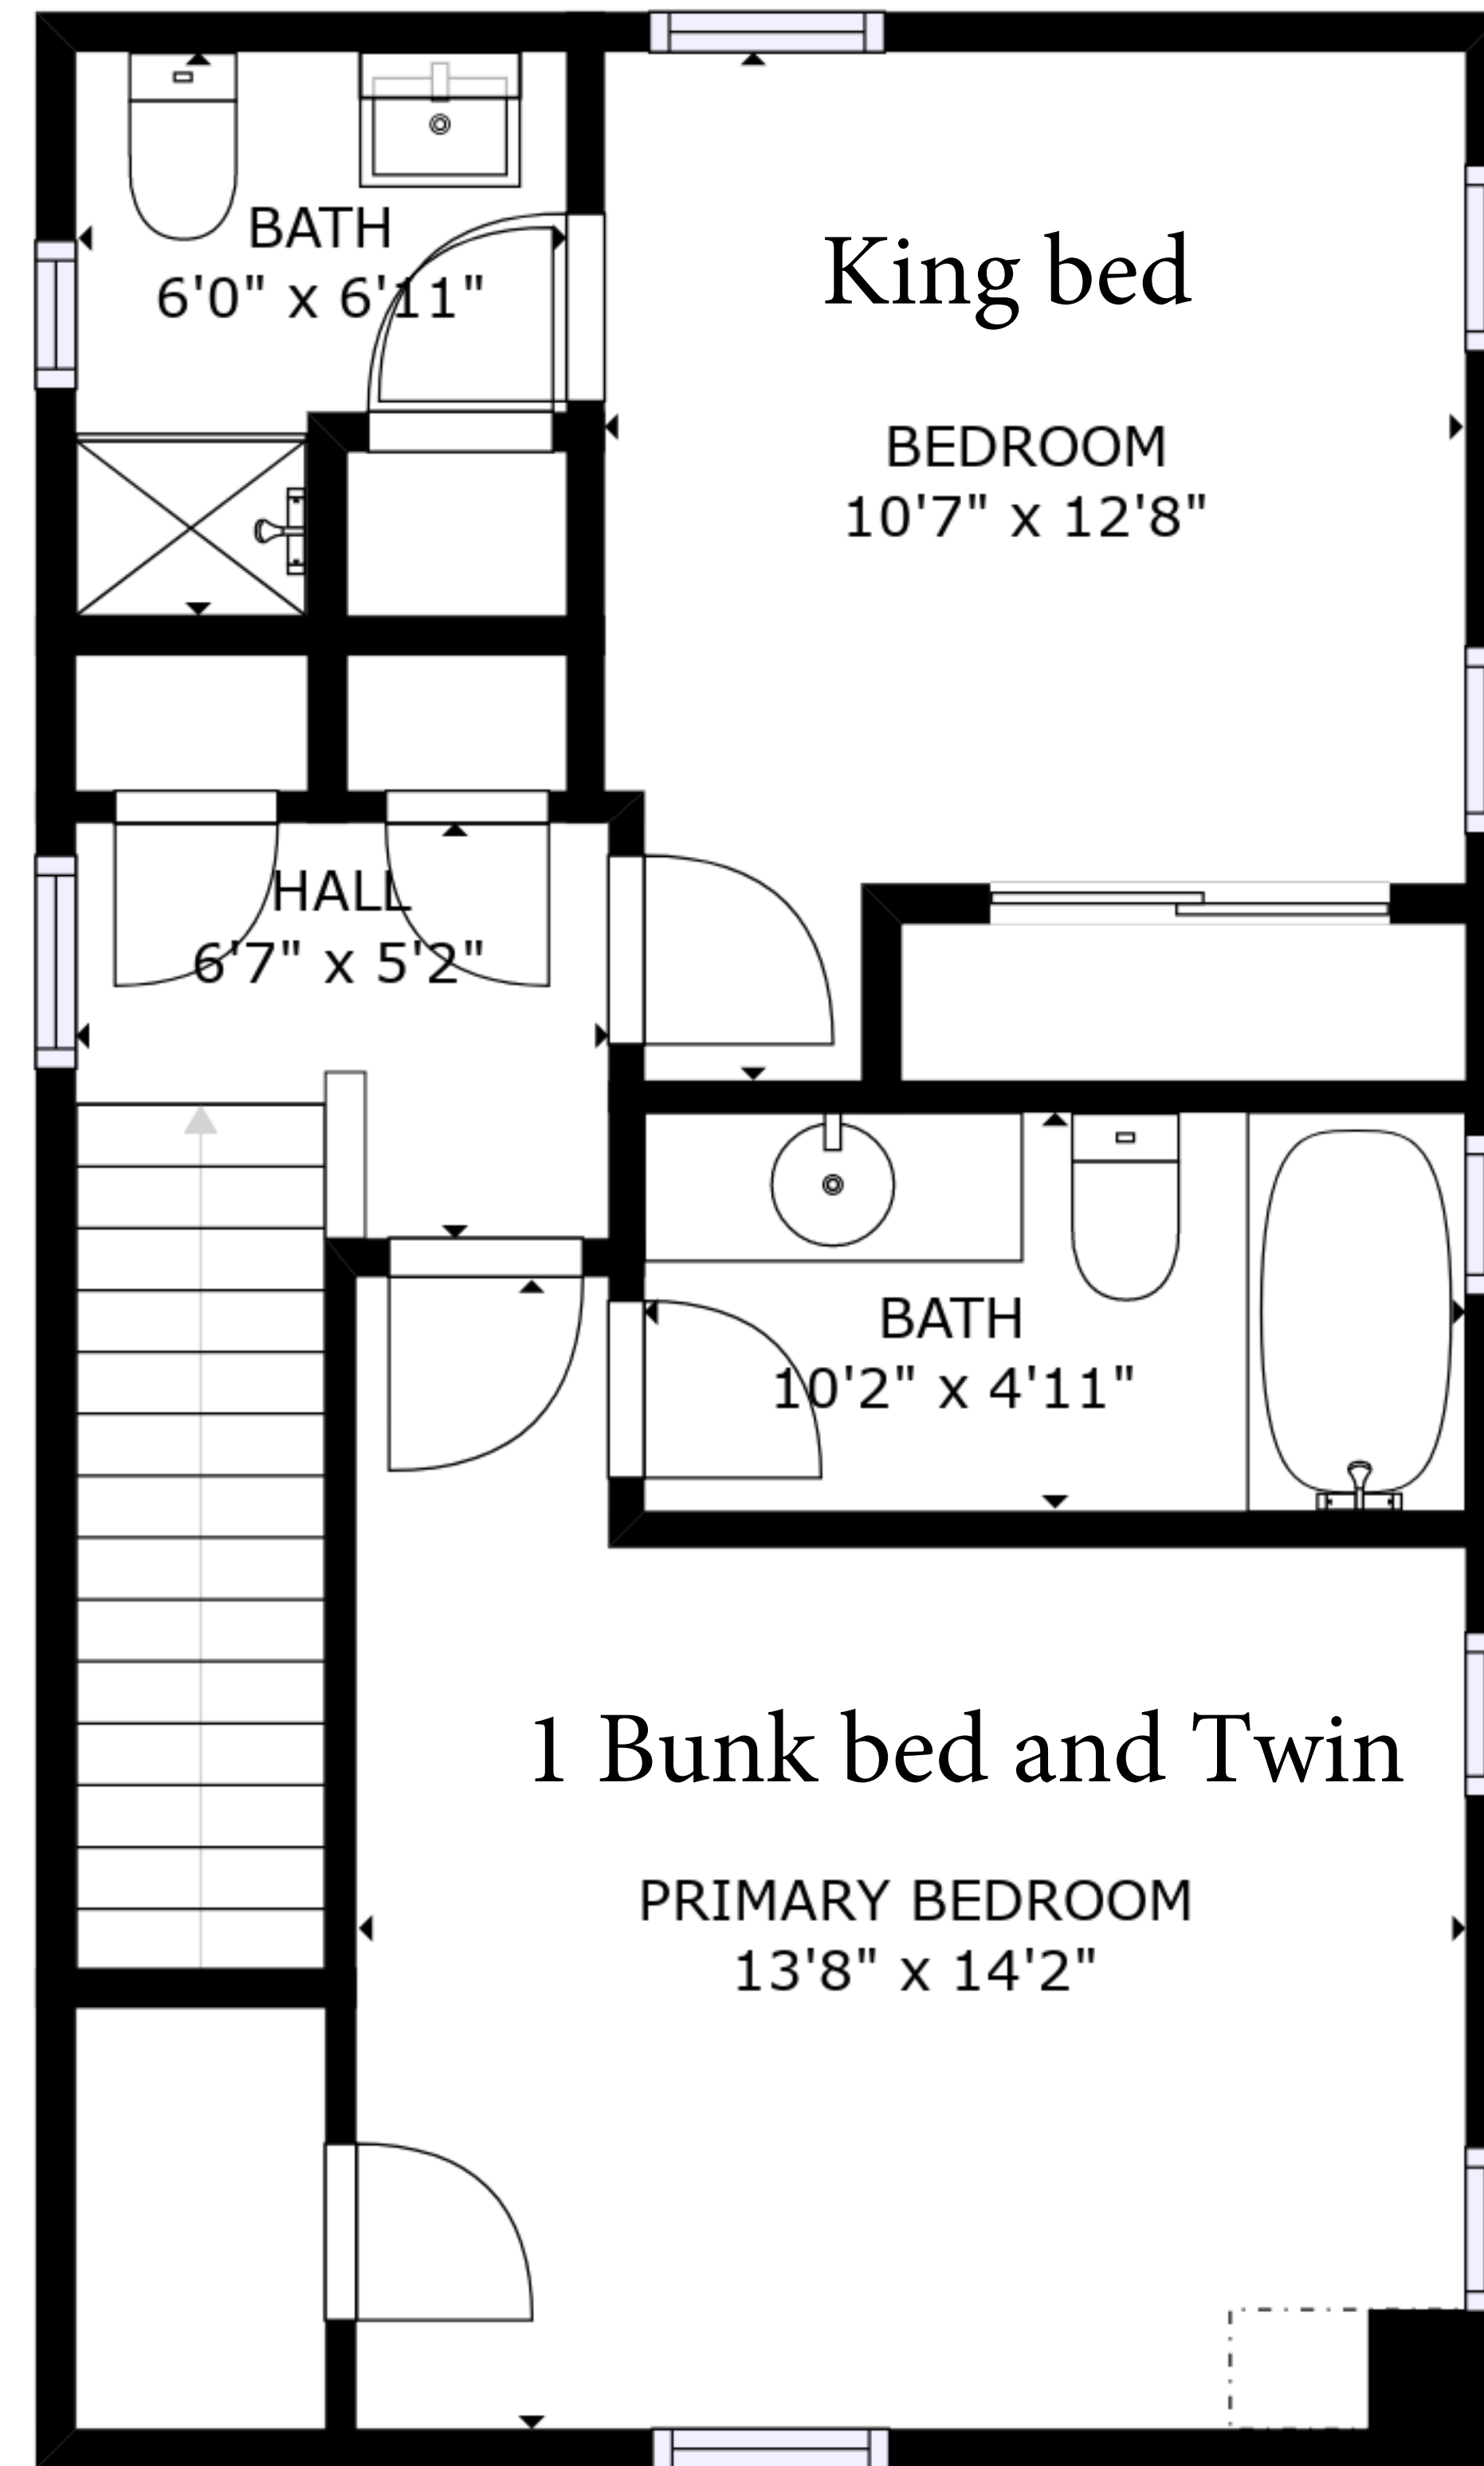 BATH
6'0" x 6'11"
King bed
BEDROOM
10'7" x 12'8"
HALL
6'7" x 5'2"
BATH
10'2" x 4'11"
1 Bunk bed and Twin
PRIMARY BEDROOM
13'8" x 14'2"